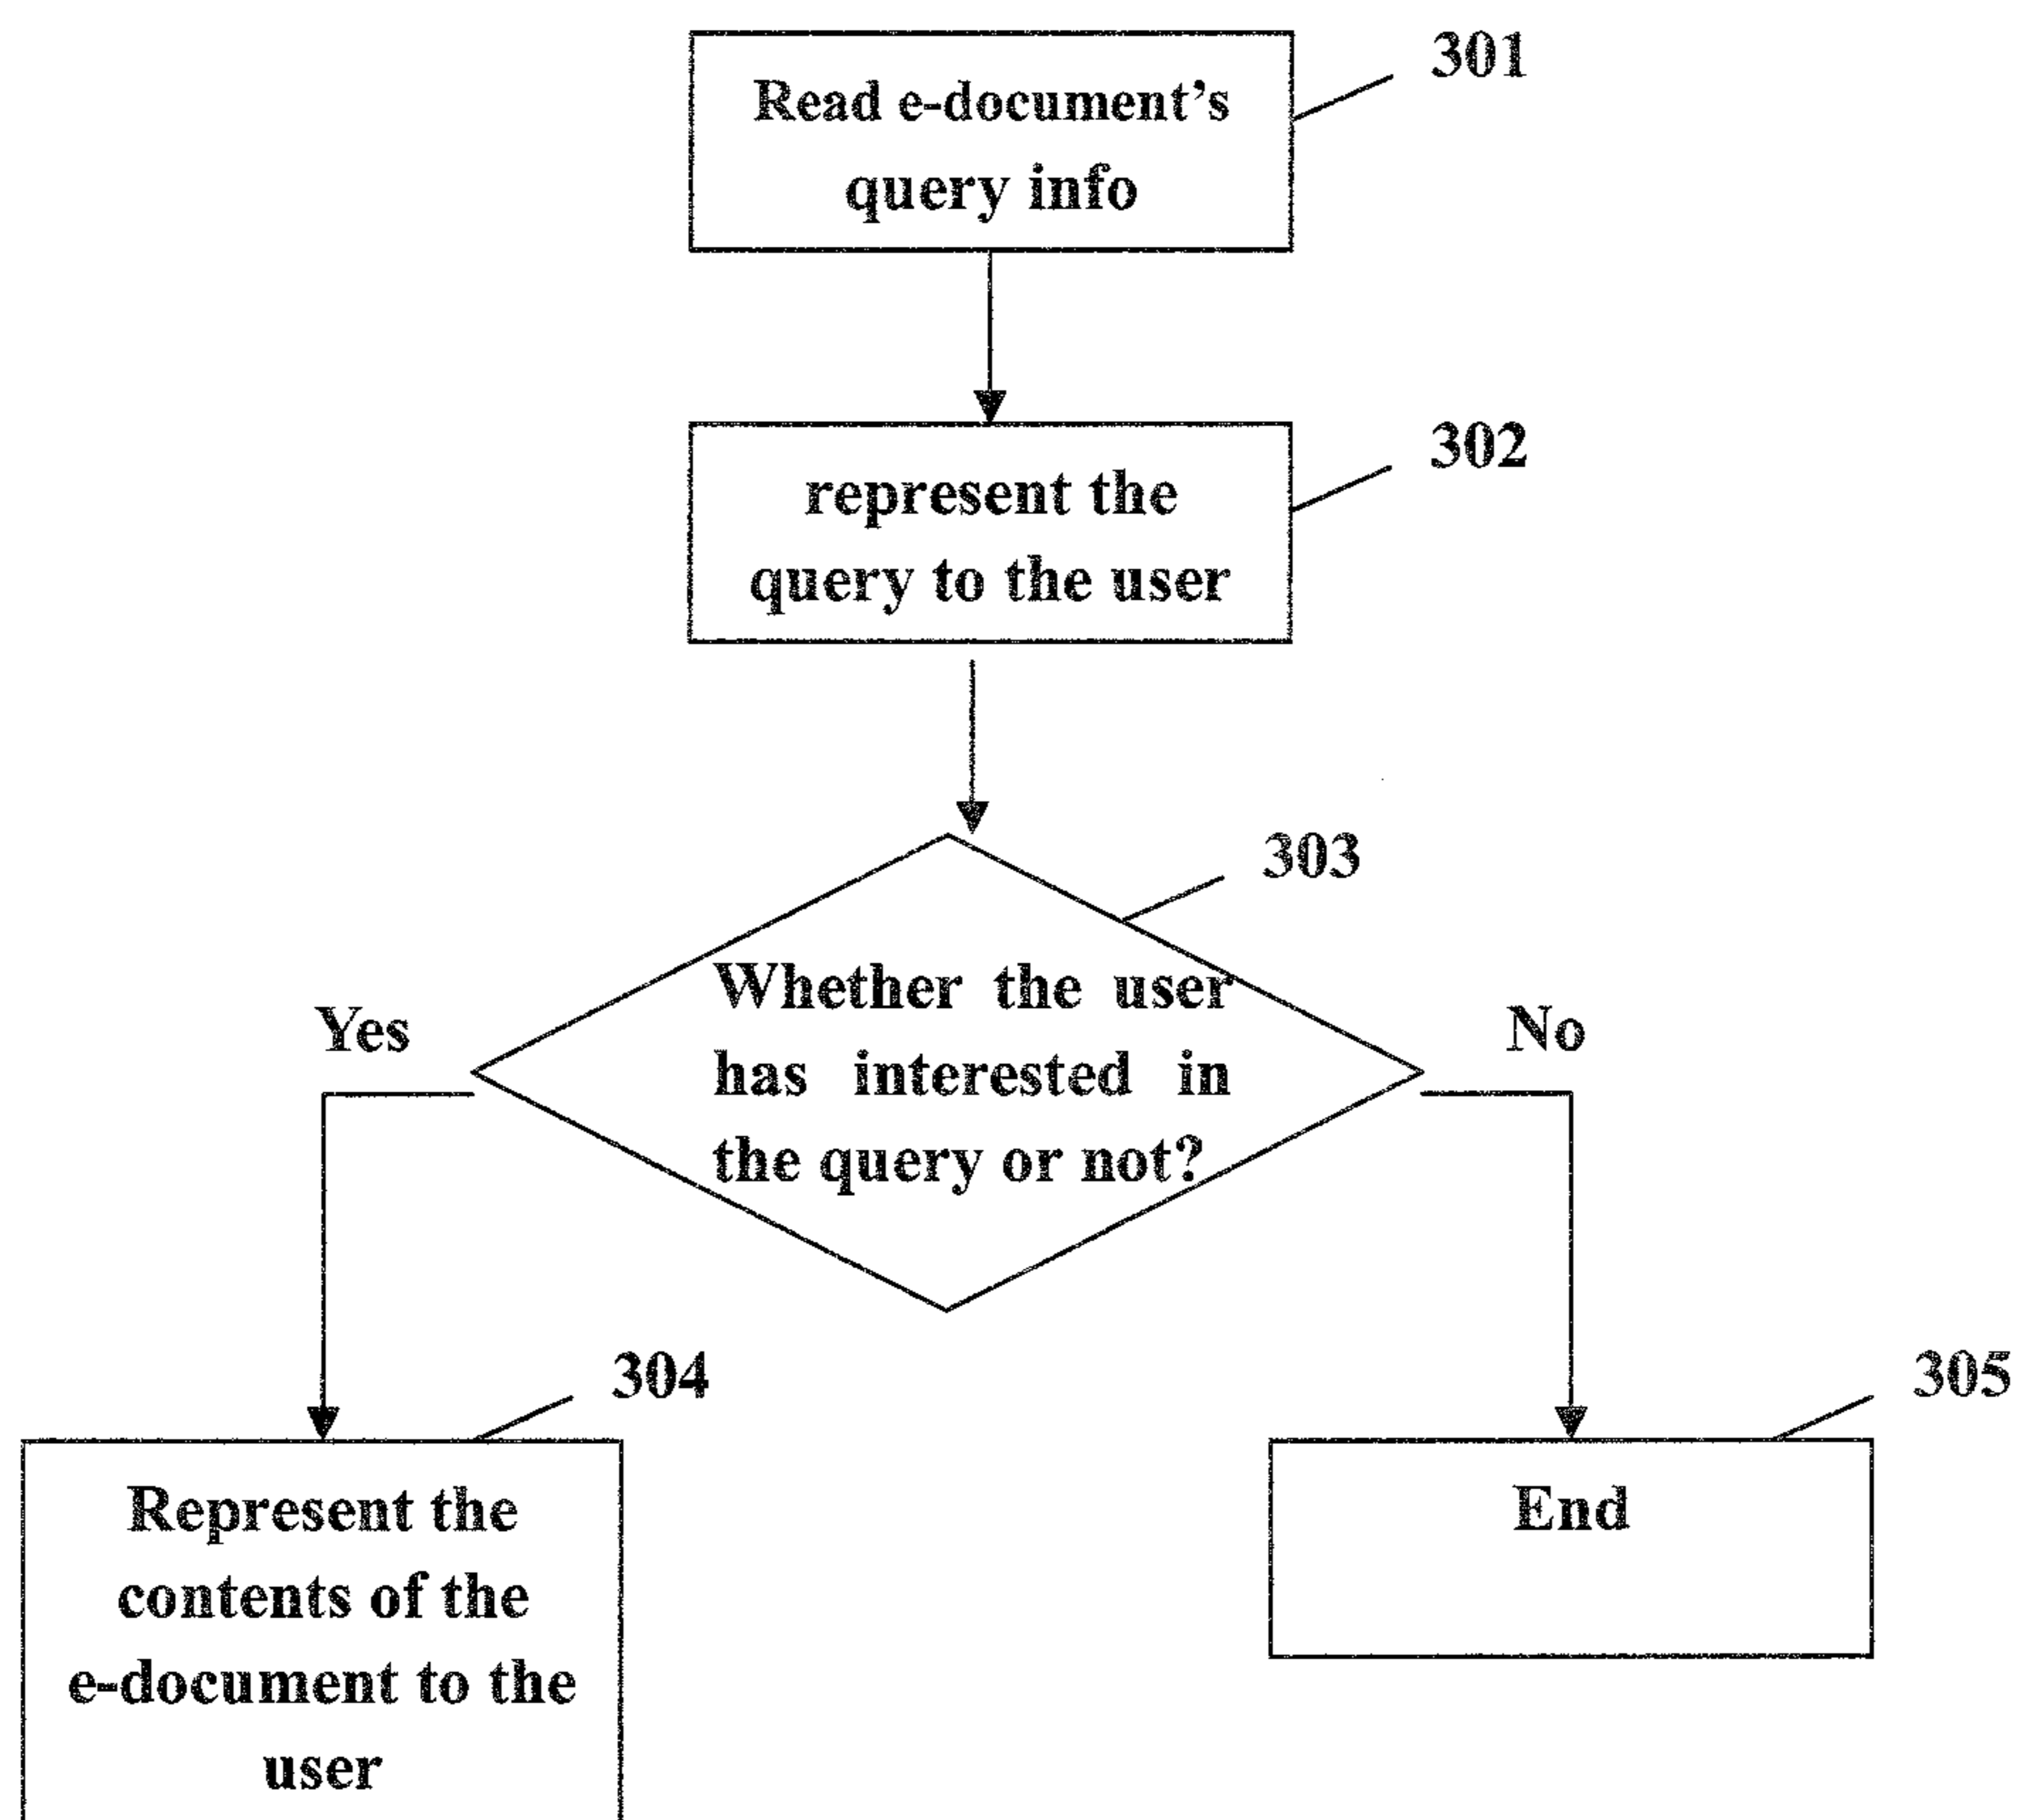 301
Read e-document's
query info
302
represent the
query to the user
303
Whether the user
has interested in
the query or not?
Yes
No
304
Represent the
contents of the
e-document to the
user
305
End